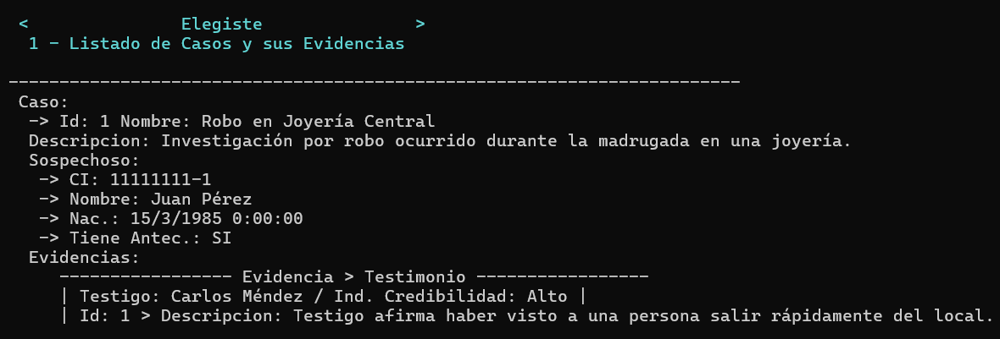 <               Elegiste               >
1 - Listado de Casos y sus Evidencias
------------------------------------------------------------------------
Caso:
-> Id: 1 Nombre: Robo en Joyería Central
Descripcion: Investigación por robo ocurrido durante la madrugada en una joyería.
Sospechoso:
-> CI: 11111111-1
-> Nombre: Juan Pérez
-> Nac.: 15/3/1985 0:00:00
-> Tiene Antec.: SI
Evidencias:
----------------- Evidencia > Testimonio -----------------
| Testigo: Carlos Méndez / Ind. Credibilidad: Alto |
| Id: 1 > Descripcion: Testigo afirma haber visto a una persona salir rápidamente del local.